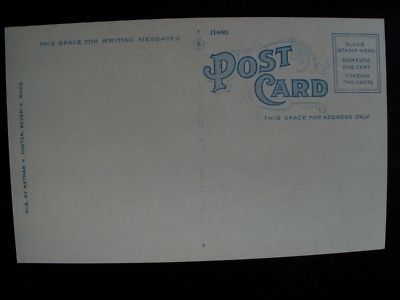 THIS SPACE FOR WRITING MESSAGES
114463
POST
CARD
PLACE
STAMP HERE
DOMESTIC
ONE CENT
FOREIGN
TWO CENTS
THIS SPACE FOR ADDRESS ONLY
PUB. BY NATHAN H. FOSTER, BEVERLY, MASS.